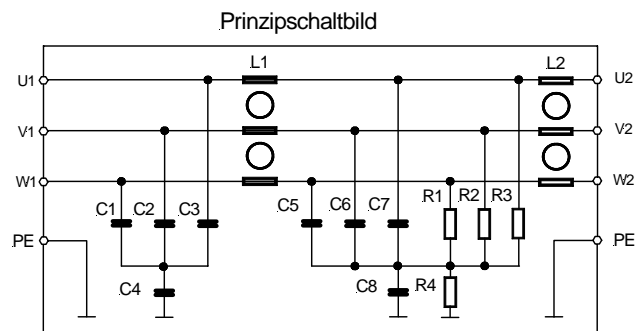 Prinzipschaltbild
L1 L2
U1 U2
V1 V2
W1 W2
C1 C2 C3 C5 C6 C7 R1 R2 R3
PE PE
C4 C8 R4